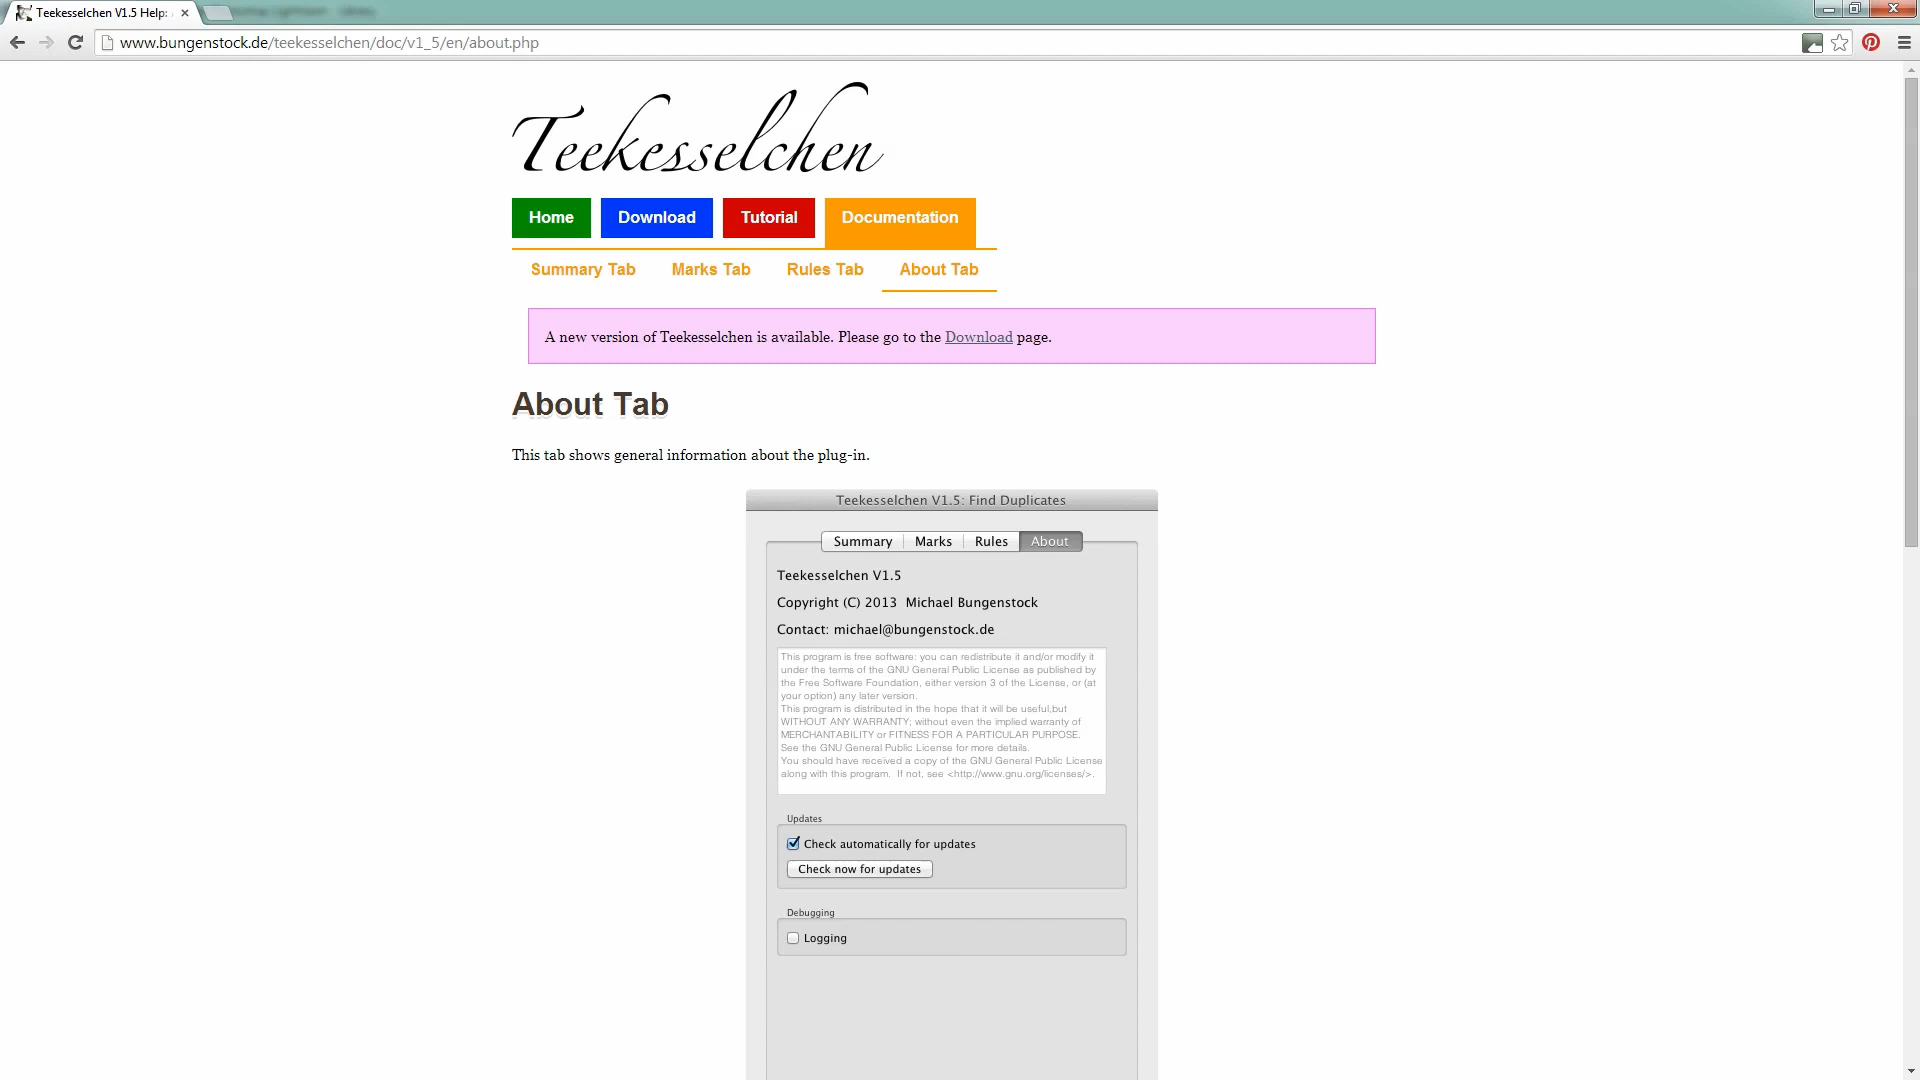 Teekesselchen V1.5 Help:
www.bungenstock.de/teekesselchen/doc/v1_5/en/about.php
Teekesselchen
Home Download Tutorial Documentation
Summary Tab Marks Tab Rules Tab About Tab
A new version of Teekesselchen is available. Please go to the Download page.
About Tab
This tab shows general information about the plug-in.
Teekesselchen V1.5: Find Duplicates
Summary Marks Rules About
Teekesselchen V1.5
Copyright (C) 2013 Michael Bungenstock
Contact: michael@bungenstock.de
This program is free software: you can redistribute it and/or modify it
under the terms of the GNU General Public License as published by
the Free Software Foundation, either version 3 of the License, or (at
your option) any later version.
This program is distributed in the hope that it will be useful,but
WITHOUT ANY WARRANTY; without even the implied warranty of
MERCHANTABILITY or FITNESS FOR A PARTICULAR PURPOSE.
See the GNU General Public License for more details.
You should have received a copy of the GNU General Public License
along with this program. If not, see <http://www.gnu.org/licenses/>.
Updates
Check automatically for updates
Check now for updates
Debugging
Logging